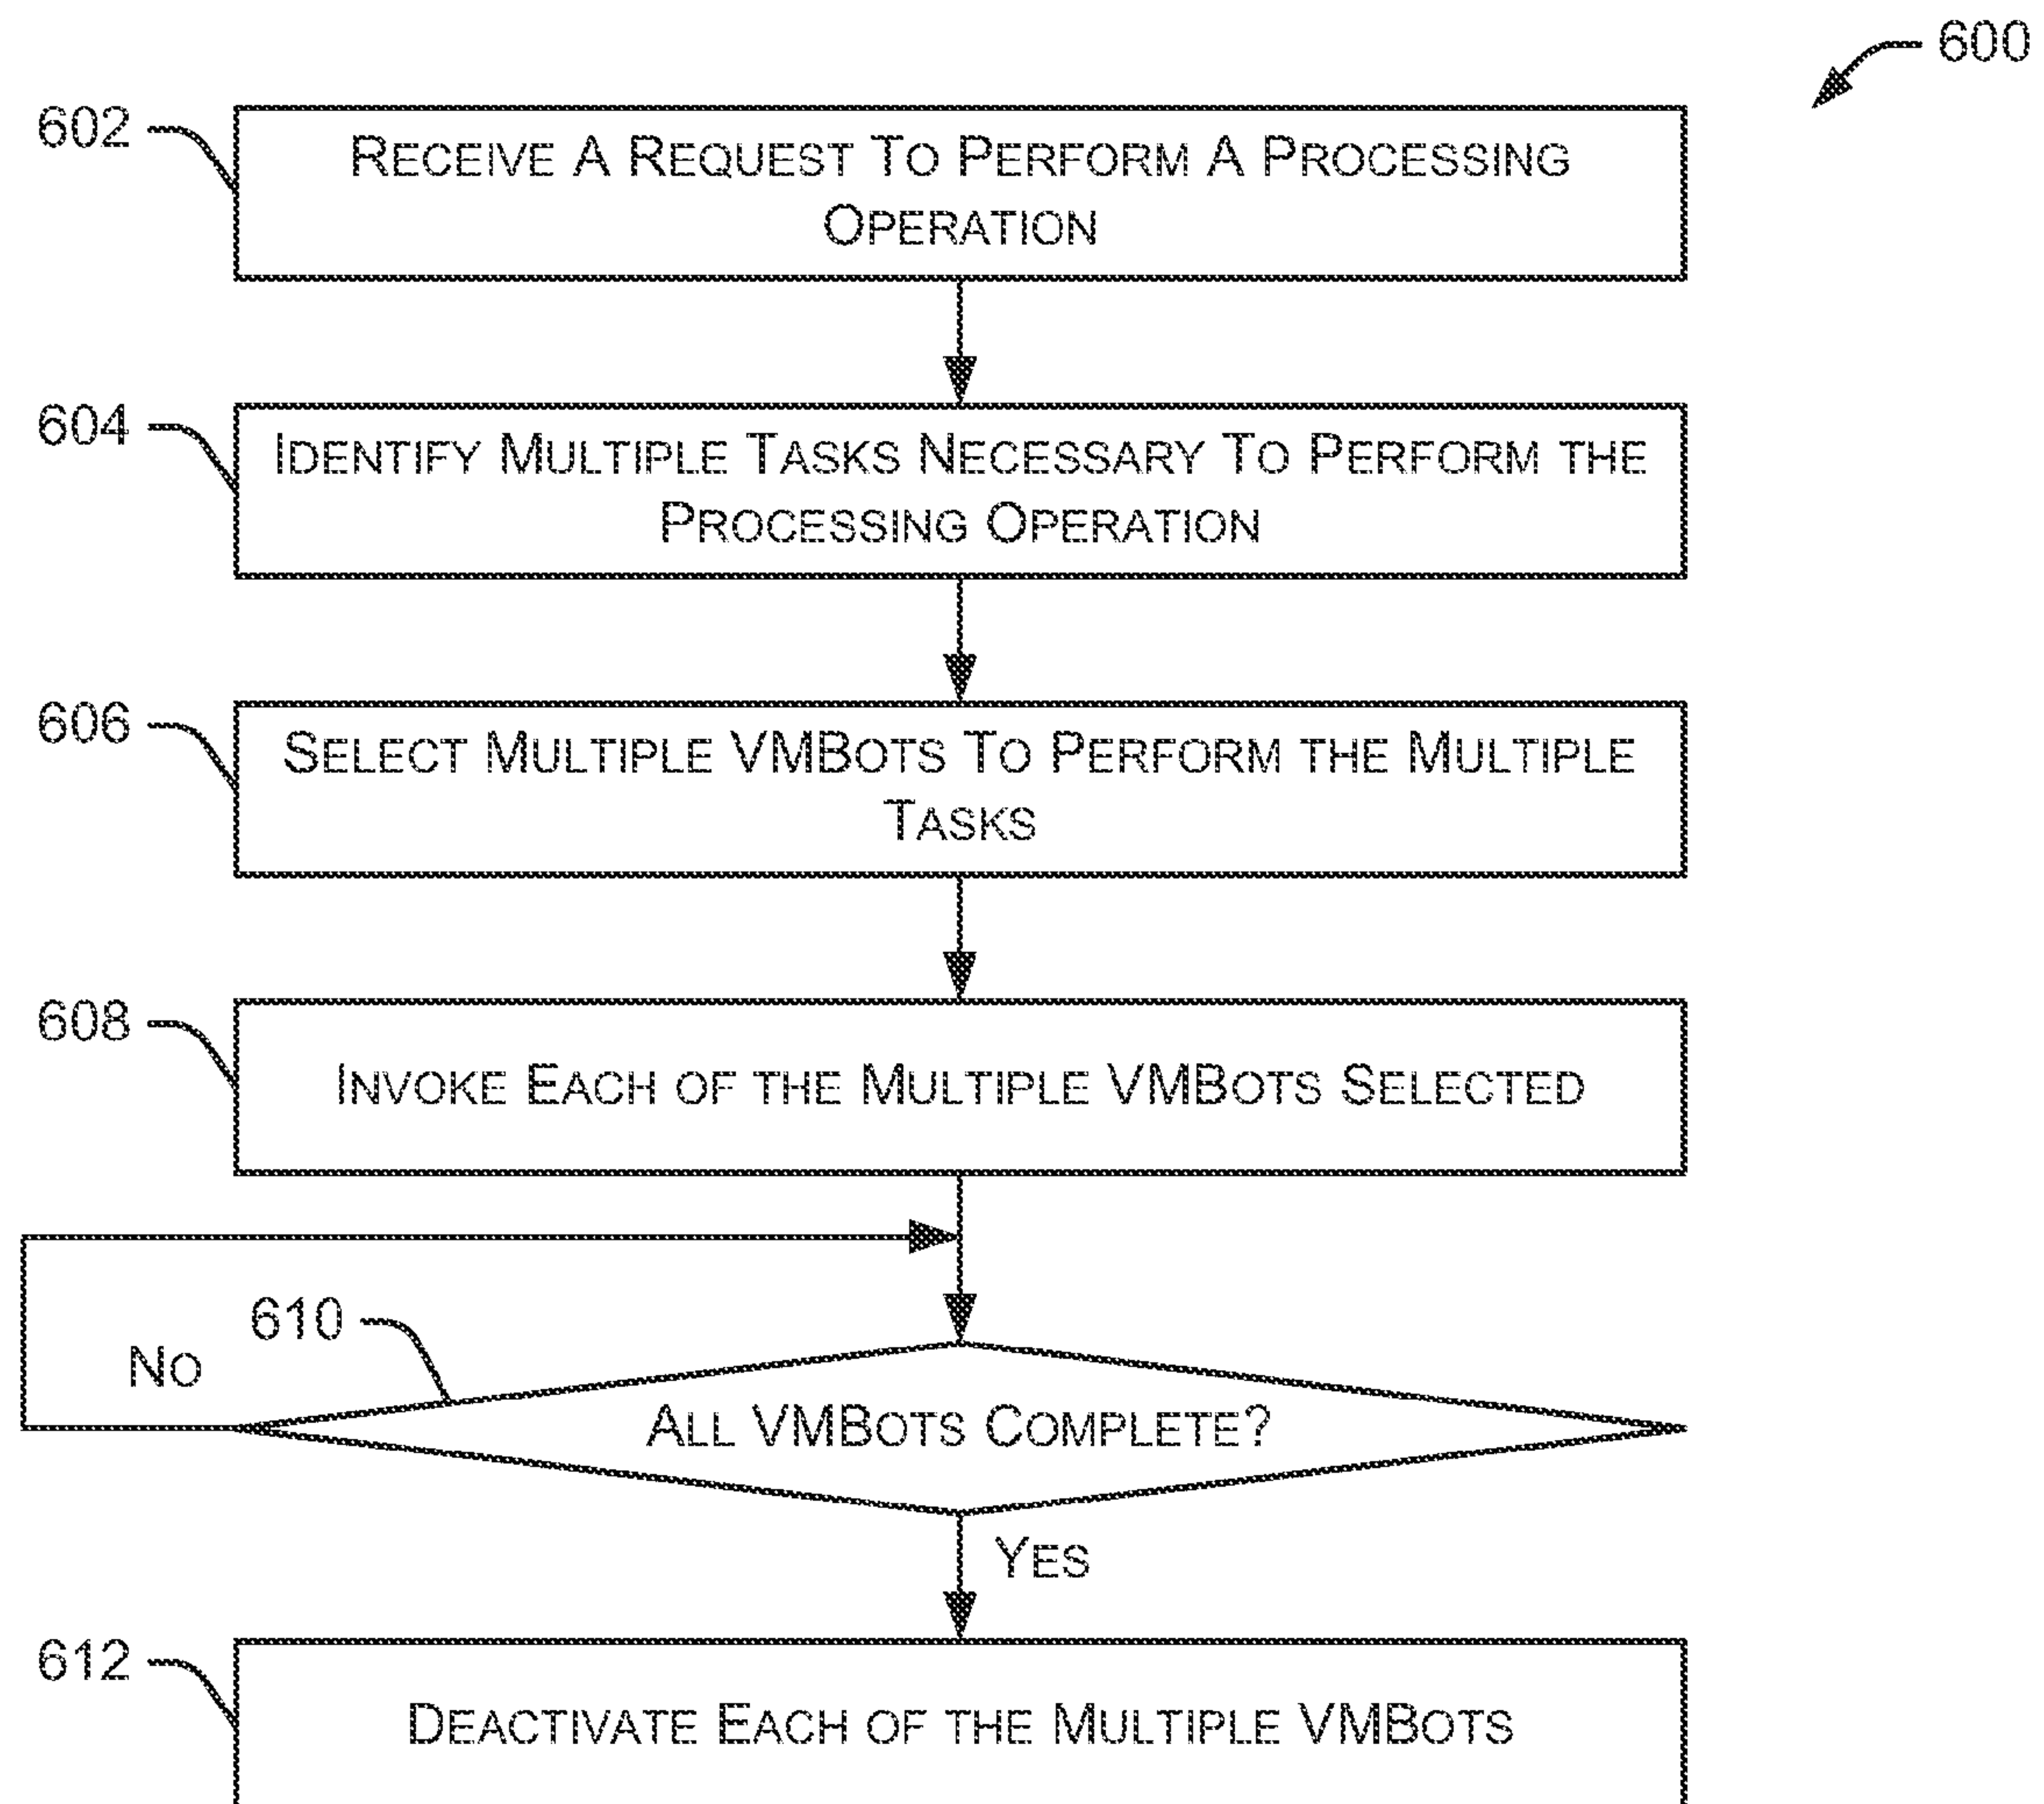 600
602
RECEIVE A REQUEST TO PERFORM A PROCESSING
OPERATION
604
IDENTIFY MULTIPLE TASKS NECESSARY TO PERFORM THE
PROCESSING OPERATION
606
SELECT MULTIPLE VMBOTS TO PERFORM THE MULTIPLE
TASKS
608
INVOKE EACH OF THE MULTIPLE VMBOTS SELECTED
610
NO
ALL VMBOTS COMPLETE?
YES
612
DEACTIVATE EACH OF THE MULTIPLE VMBOTS